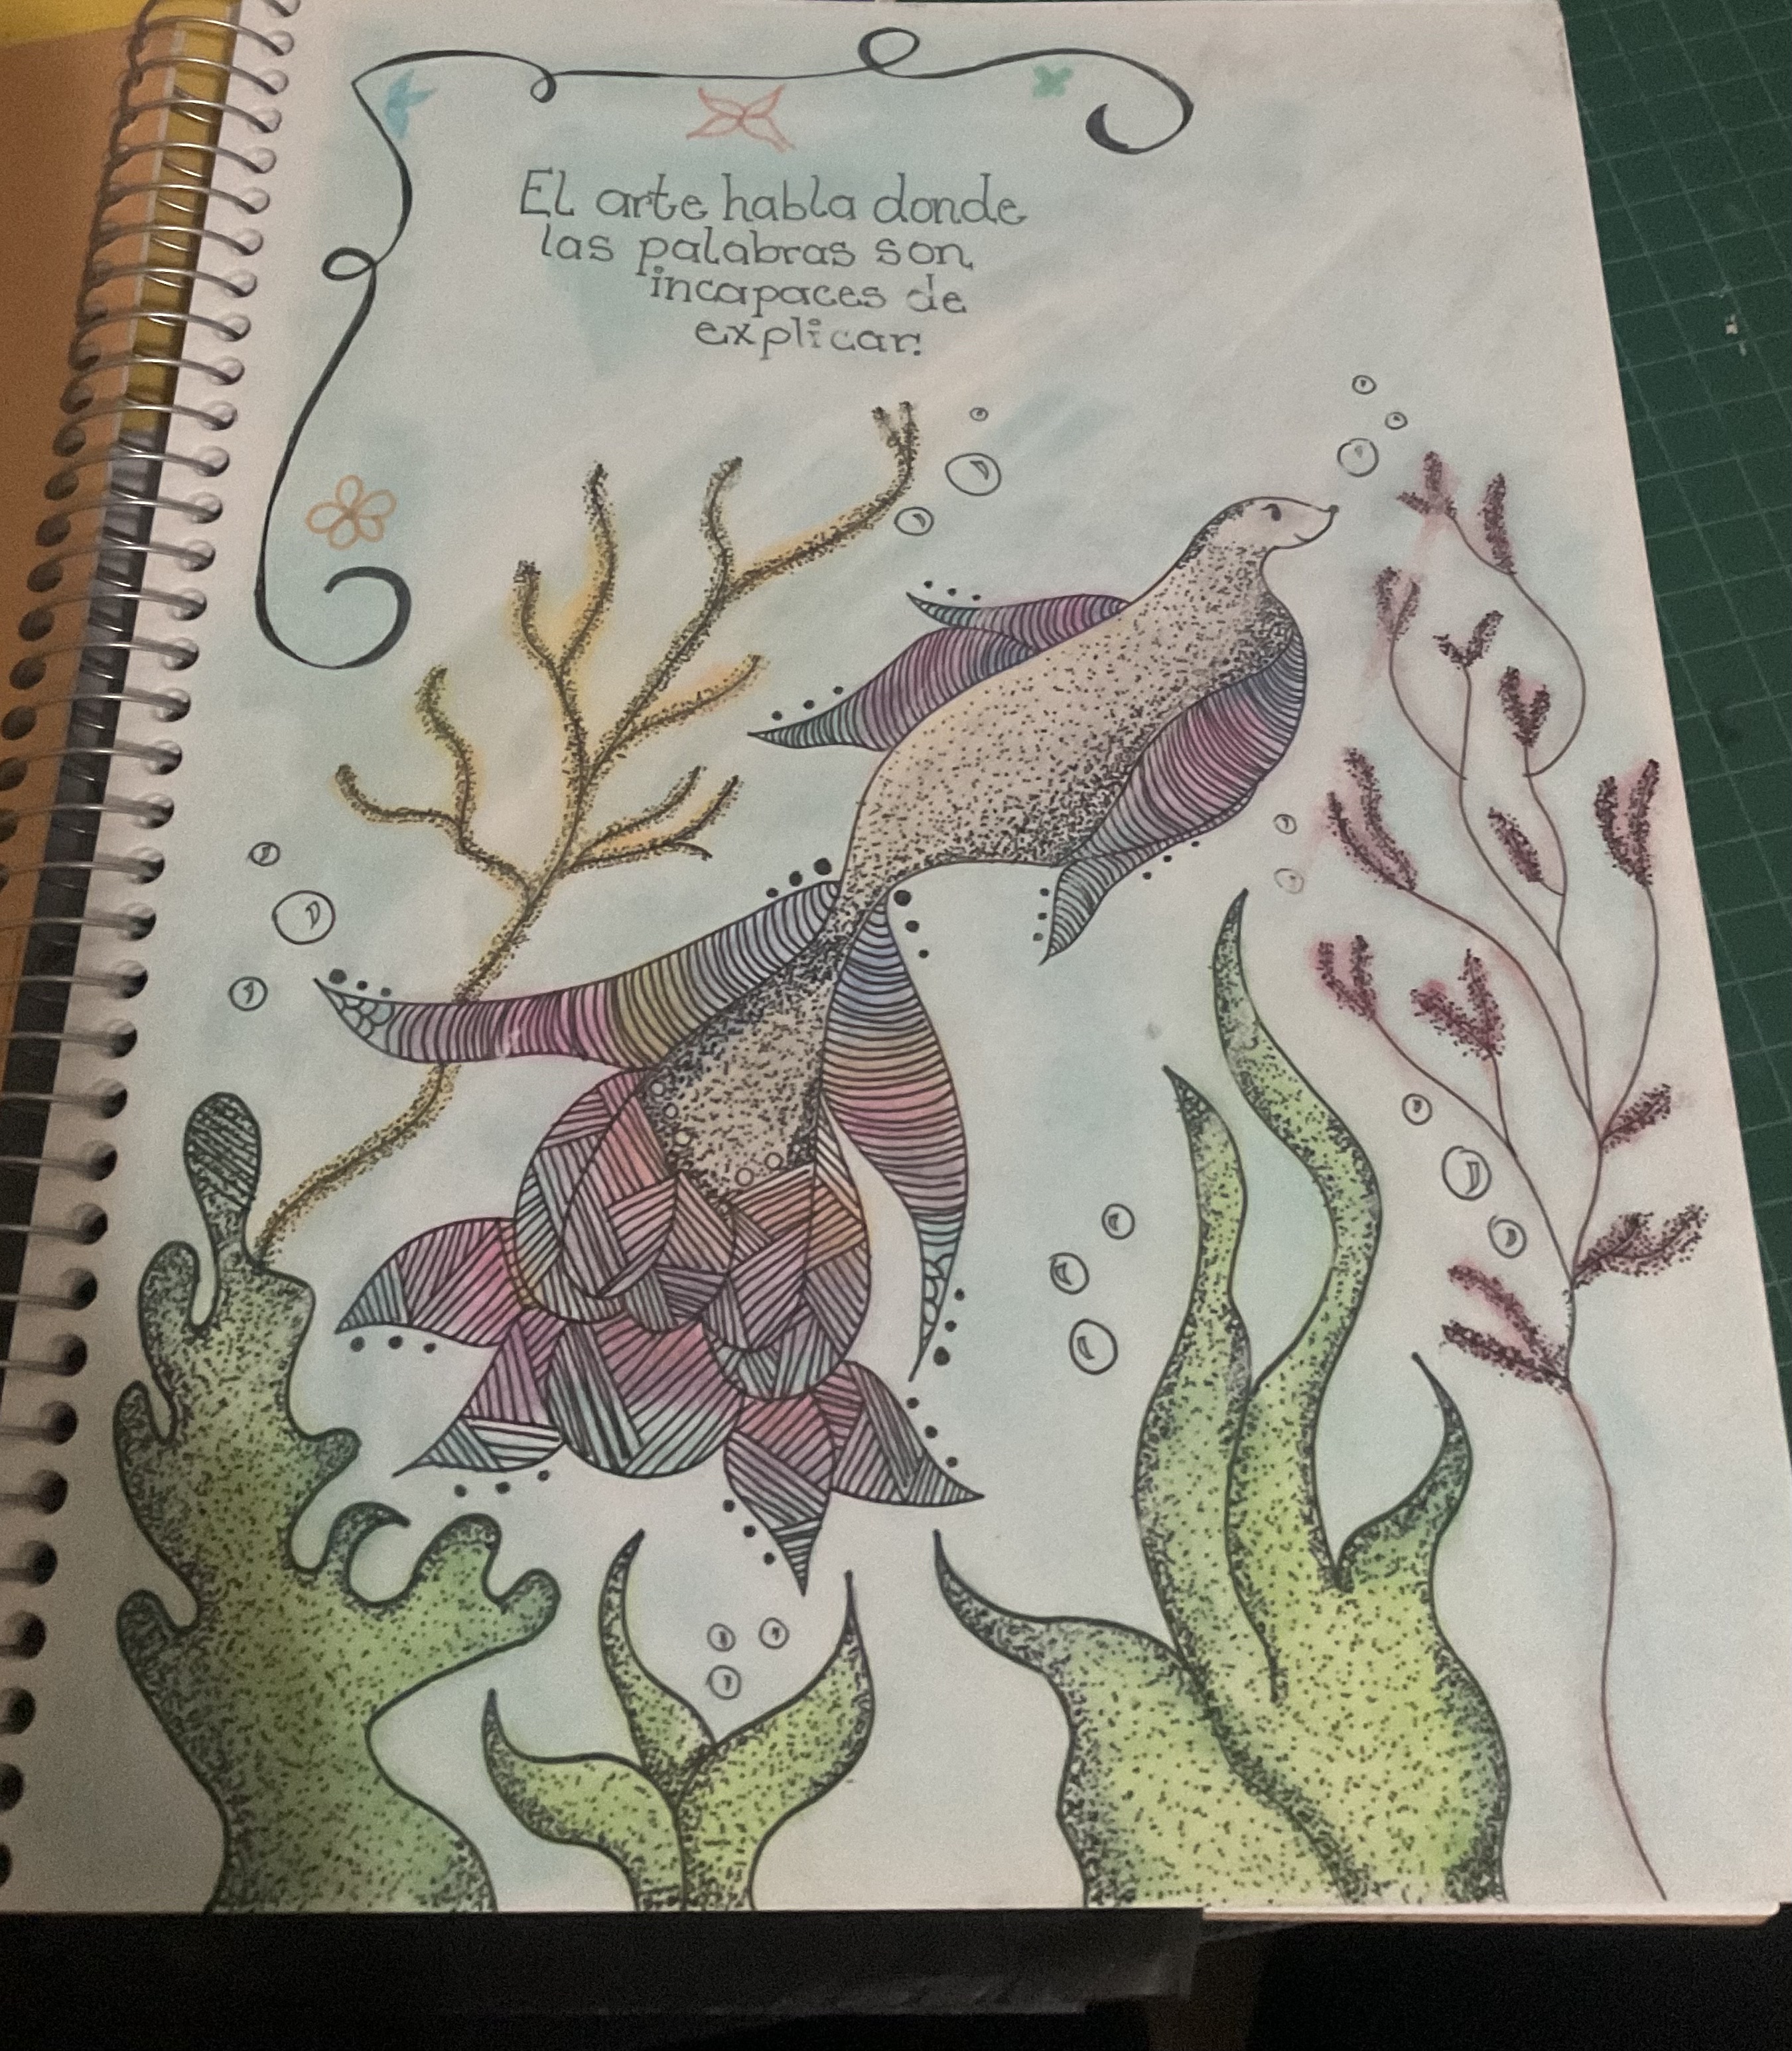 El arte habla donde
las palabras son
incapaces de
explicar.